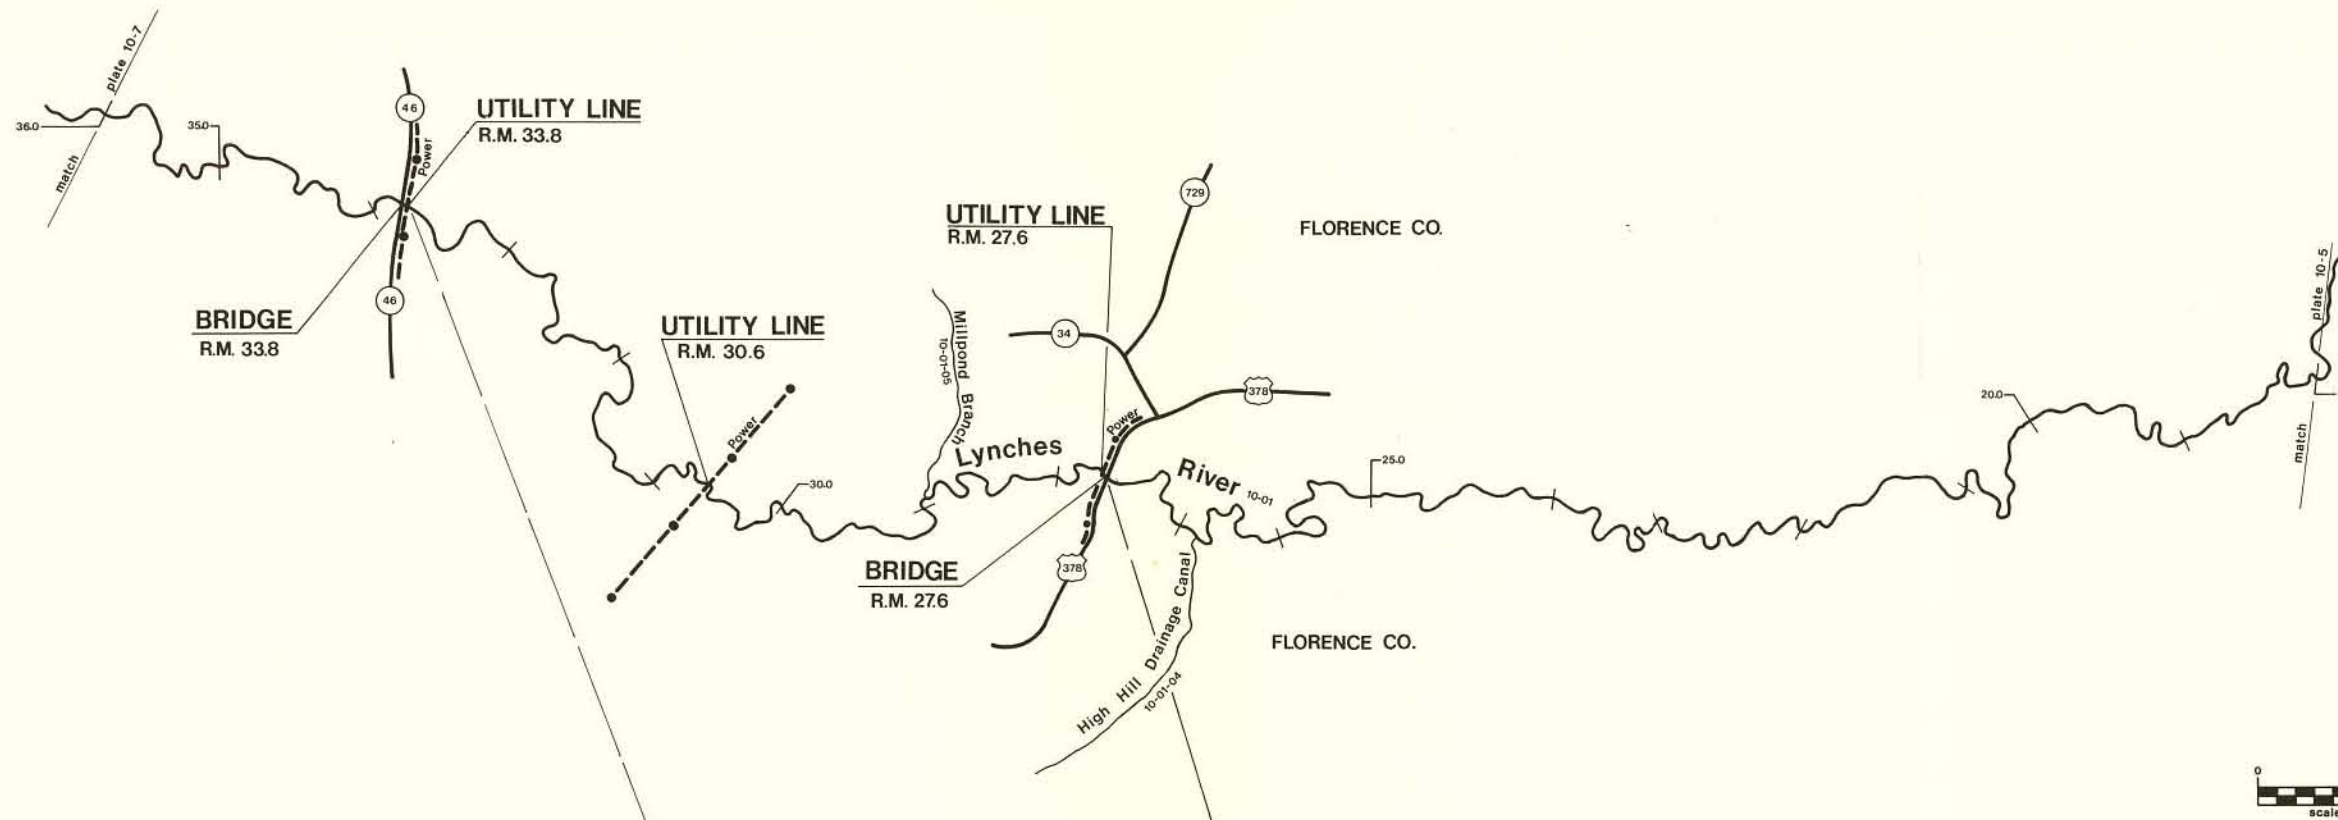 plate 10-7
match
36.0
35.0
46
Power
UTILITY LINE
R.M. 33.8
46
BRIDGE
R.M. 33.8
UTILITY LINE
R.M. 30.6
Power
30.0
Millpond Branch
10-01-05
Lynches River 10-01
UTILITY LINE
R.M. 27.6
729
34
378
Power
BRIDGE
R.M. 27.6
378
High Hill Drainage Canal
10-01-04
FLORENCE CO.
FLORENCE CO.
25.0
20.0
plate 10-5
match
0
scale